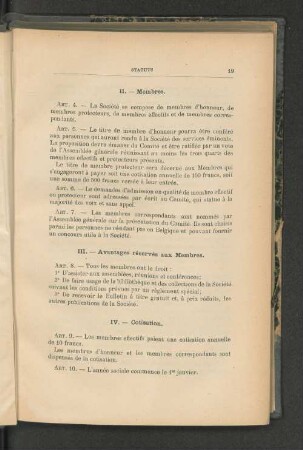 STATUTS 19
II. — Membres.
ART. 4. — La Société se compose de membres d'honneur, de
membres protecteurs, de membres effectifs et de membres corres-
pondants.
ART. 5. — Le titre de membre d'honneur pourra être conféré
aux personnes qui auront rendu à la Société des services éminents.
La proposition devra émaner du Comité et être ratifiée par un vote
de l'Assemblée générale réunissant au moins les trois quarts des
membres effectifs et protecteurs présents.
Le titre de membre protecteur sera décerné aux Membres qui
s'engageront à payer une cotisation annuelle de 100 francs, soit
une somme de 500 francs versée à leur entrée.
ART. 6. — Les demandes d'admission en qualité de membre effectif
ou protecteur sont adressées par écrit au Comité, qui statue à la
majorité des voix et sans appel.
ART. 7. — Les membres correspondants sont nommés par
l'Assemblée générale sur la présentation du Comité. Ils sont choisis
parmi les personnes ne résidant pas en Belgique et pouvant fournir
un concours utile à la Société.
III. — Avantages réservés aux Membres.
ART. 8. — Tous les membres ont le droit :
1° D'assister aux assemblées, réunions et conférences;
2° De faire usage de la bibliothèque et des collections de la Société
suivant les conditions prévues par un règlement spécial;
3° De recevoir le Bulletin à titre gratuit et, à prix réduits, les
autres publications de la Société.
IV. — Cotisation.
ART. 9. — Les membres effectifs paient une cotisation annuelle
de 10 francs.
Les membres d'honneur et les membres correspondants sont
dispensés de la cotisation.
ART. 10. — L'année sociale commence le 1er janvier.